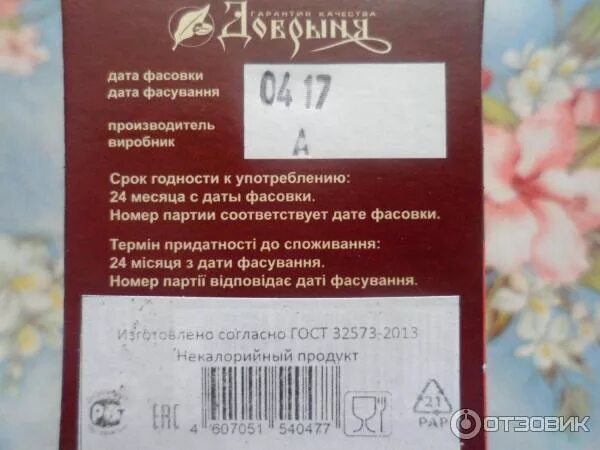 ГАРАНТИЯ КАЧЕСТВА
Добрыня
дата фасовки
дата фасування
04 17
производитель
виробник
А
Срок годности к употреблению:
24 месяца с даты фасовки.
Номер партии соответствует дате фасовки.
Термін придатності до споживання:
24 місяця з дати фасування.
Номер партії відповідає даті фасування.
Изготовлено согласно ГОСТ 32573-2013
Некалорийный продукт
РСТ
EAC
4 607051 540477
21
PAP
ОТЗОВИК